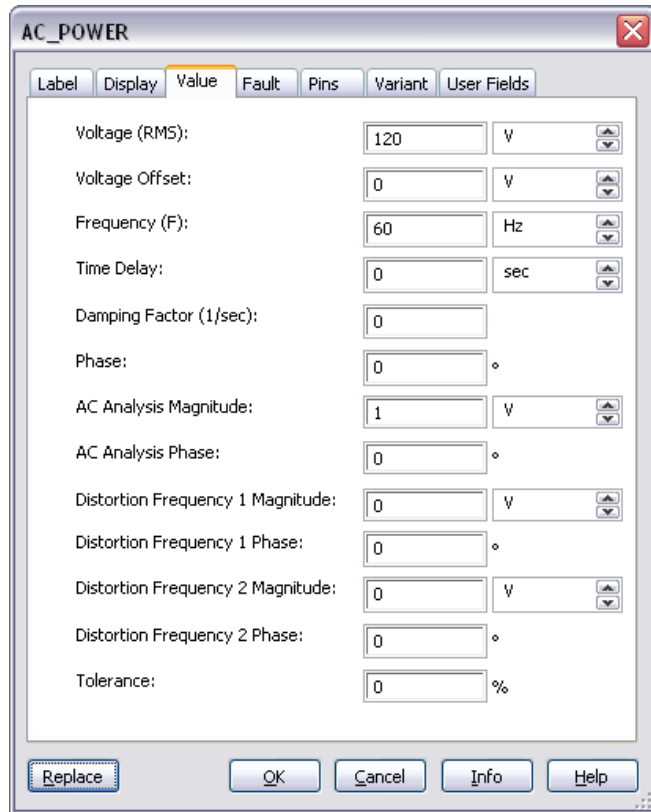 AC_POWER
Label Display Value Fault Pins Variant User Fields
Voltage (RMS): 120 V
Voltage Offset: 0 V
Frequency (F): 60 Hz
Time Delay: 0 sec
Damping Factor (1/sec): 0
Phase: 0 °
AC Analysis Magnitude: 1 V
AC Analysis Phase: 0 °
Distortion Frequency 1 Magnitude: 0 V
Distortion Frequency 1 Phase: 0 °
Distortion Frequency 2 Magnitude: 0 V
Distortion Frequency 2 Phase: 0 °
Tolerance: 0 %
Replace OK Cancel Info Help